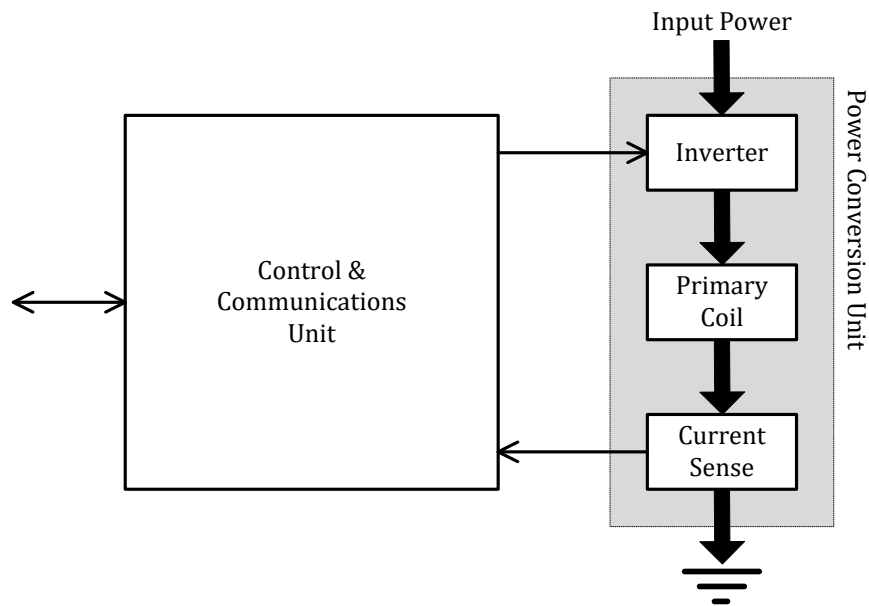 Input Power
Inverter
Control &
Communications
Unit
Primary
Coil
Current
Sense
Power Conversion Unit